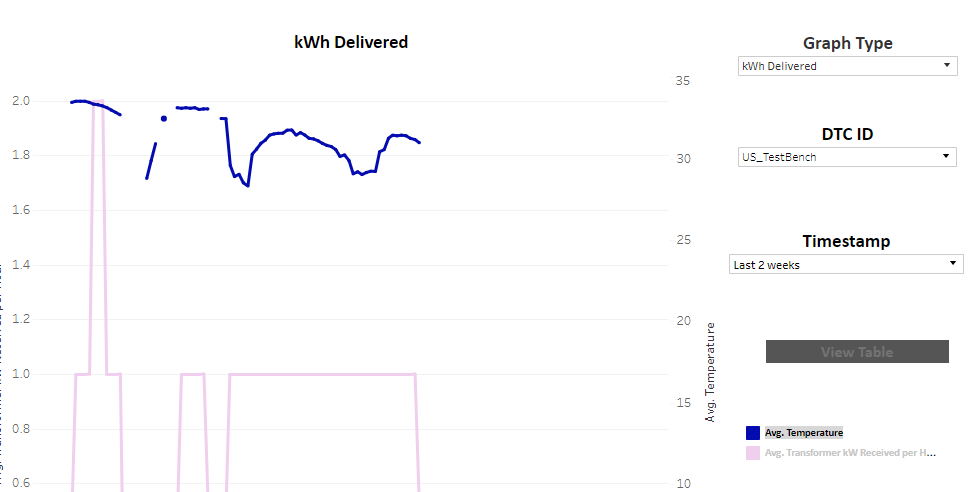 kWh Delivered
Graph Type
kWh Delivered
35
2.0
DTC ID
1.8
30
US_TestBench
1.6
Timestamp
25
1.4
Last 2 weeks
1.2
20
View Table
1.0
Avg. Temperature
15
0.8
Avg. Temperature
Avg. Transformer kW Received per H...
0.6
10